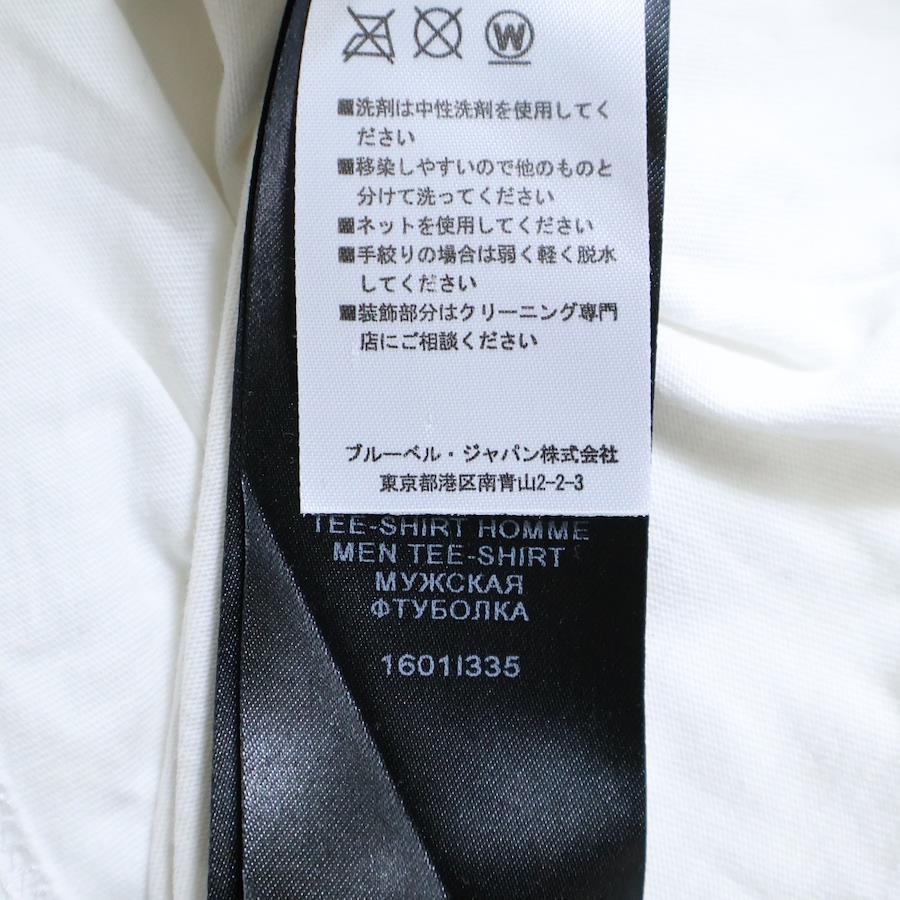 W
■洗剤は中性洗剤を使用してく
ださい
■移染しやすいので他のものと
分けて洗ってください
■ネットを使用してください
■手絞りの場合は弱く軽く脱水
してください
■装飾部分はクリーニング専門
店にご相談ください
ブルーベル・ジャパン株式会社
東京都港区南青山2-2-3
TEE-SHIRT HOMME
MEN TEE-SHIRT
МУЖСКАЯ
ФТУБОЛКА
1601I335